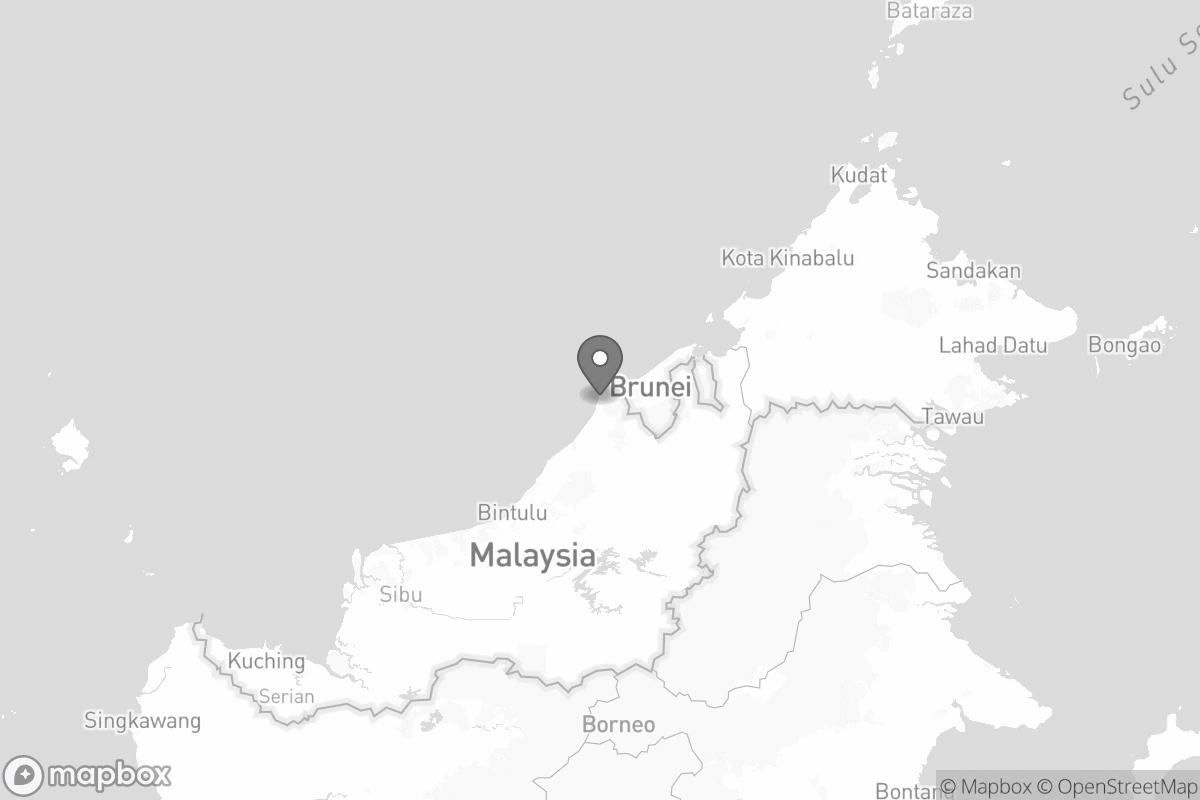 Bataraza
Sulu Se
Kudat
Kota Kinabalu
Sandakan
Lahad Datu
Bongao
Brunei
Tawau
Bintulu
Malaysia
Sibu
Kuching
Serian
Singkawang
Borneo
mapbox
Bontang
© Mapbox © OpenStreetMap